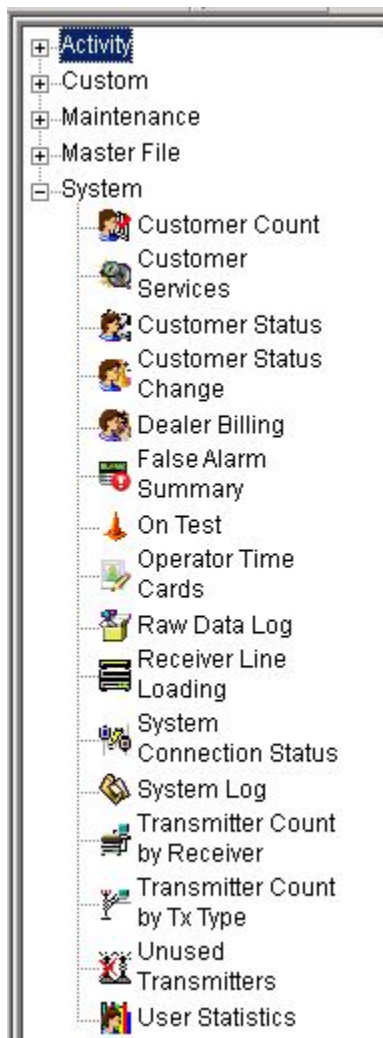 Activity
Custom
Maintenance
Master File
System
Customer Count
Customer
Services
Customer Status
Customer Status
Change
Dealer Billing
False Alarm
Summary
On Test
Operator Time
Cards
Raw Data Log
Receiver Line
Loading
System
Connection Status
System Log
Transmitter Count
by Receiver
Transmitter Count
by Tx Type
Unused
Transmitters
User Statistics